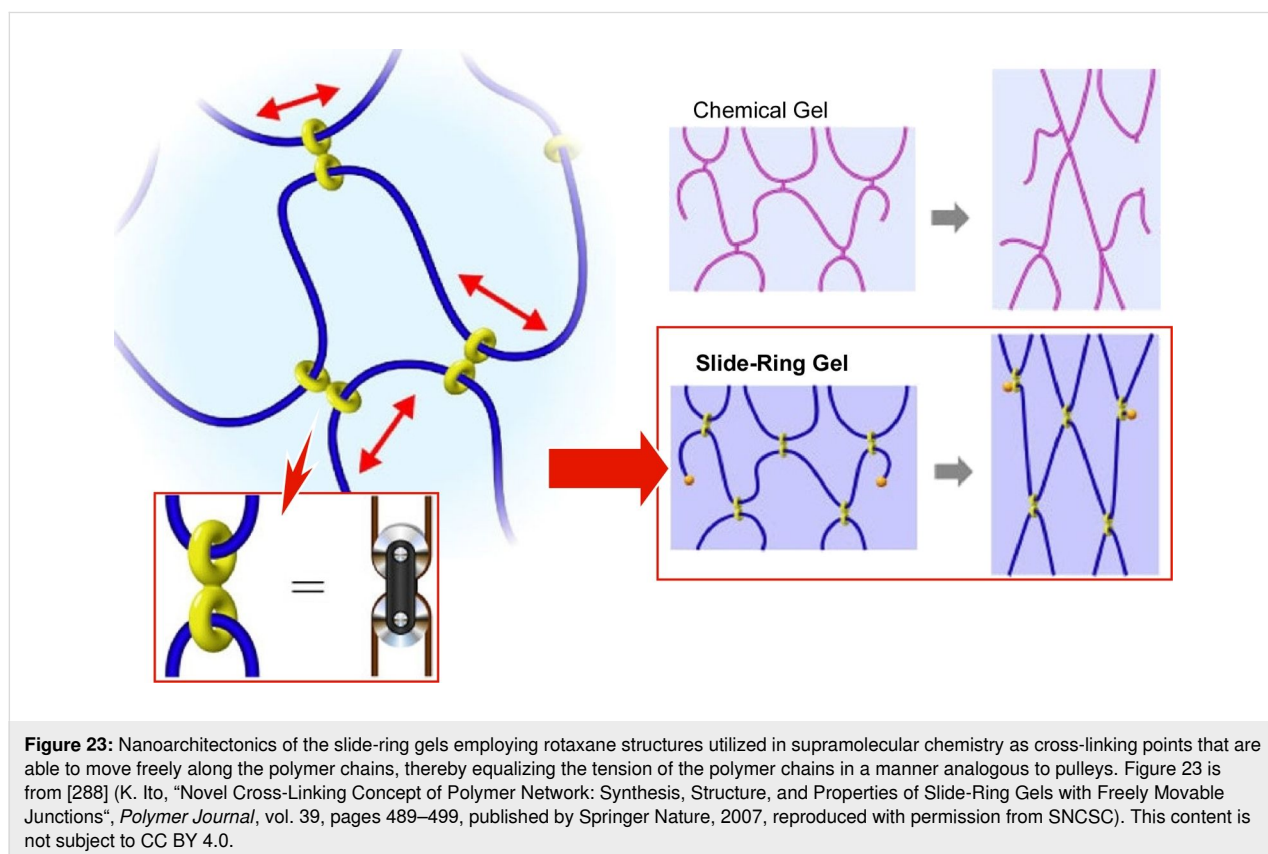 Chemical Gel
Slide-Ring Gel
=
Figure 23: Nanoarchitectonics of the slide-ring gels employing rotaxane structures utilized in supramolecular chemistry as cross-linking points that are
able to move freely along the polymer chains, thereby equalizing the tension of the polymer chains in a manner analogous to pulleys. Figure 23 is
from [288] (K. Ito, “Novel Cross-Linking Concept of Polymer Network: Synthesis, Structure, and Properties of Slide-Ring Gels with Freely Movable
Junctions“, Polymer Journal, vol. 39, pages 489–499, published by Springer Nature, 2007, reproduced with permission from SNCSC). This content is
not subject to CC BY 4.0.